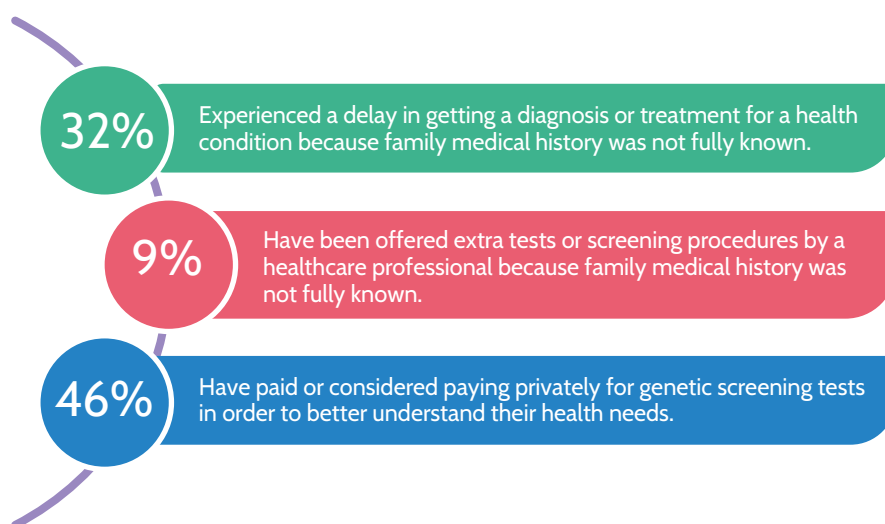 32%
Experienced a delay in getting a diagnosis or treatment for a health
condition because family medical history was not fully known.
9%
Have been offered extra tests or screening procedures by a
healthcare professional because family medical history was
not fully known.
46%
Have paid or considered paying privately for genetic screening tests
in order to better understand their health needs.